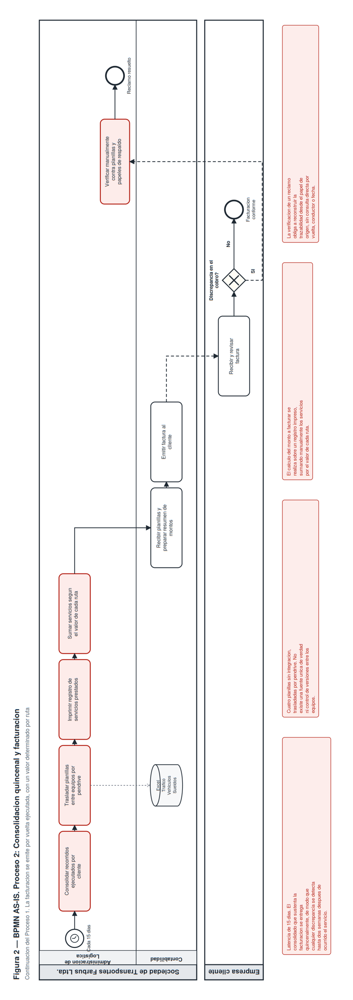 Figura 2 — BPMN AS-IS. Proceso 2: Consolidacion quincenal y facturacion
Continuacion del Proceso 1. La facturacion se emite por vuelta ejecutada, con un valor determinado por ruta
Sociedad de Transportes Farbus Ltda.
Administracion de
Logistica
Cada 15 dias
Consolidar recorridos
ejecutados por
cliente
Trasladar planillas
entre equipos por
pendrive
Imprimir registro de
servicios prestados
Sumar servicios segun
el valor de cada ruta
Verificar manualmente
contra planillas y
papeles de respaldo
Reclamo resuelto
Contabilidad
Excel
Trafico
Vehiculos
Sueldos
Recibir planillas y
preparar resumen de
montos
Emitir factura al
cliente
Empresa cliente
Recibir y revisar
factura
Discrepancia en el
cobro?
No
SI
Facturacion
conforme
Latencia de 15 dias. El
consolidado que sustenta la
facturacion se entrega
quincenalmente, de modo que
cualquier discrepancia se detecta
hasta dos semanas despues de
ocurrido el servicio.
Cuatro planillas sin integracion,
trasladadas por pendrive. No
existe una fuente unica de verdad
ni control de versiones entre los
equipos.
El calculo del monto a facturar se
realiza sobre un registro impreso,
sumando manualmente los servicios
por el valor de cada ruta.
La verificacion de un reclamo
obliga a reconstruir la
trazabilidad desde el papel de
origen, sin consulta directa por
vuelta, conductor o fecha.